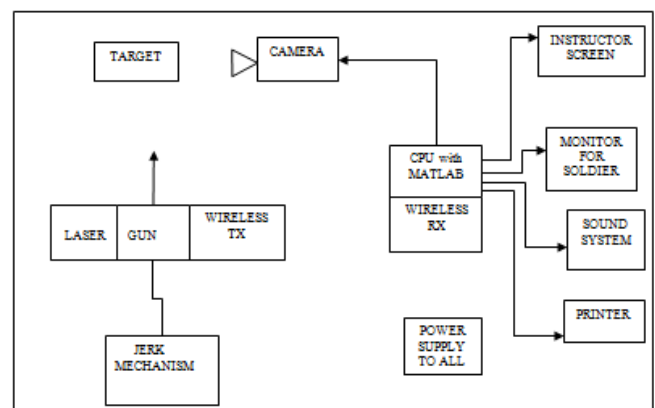 TARGET
CAMERA
INSTRUCTOR
SCREEN
CPU with
MATLAB
MONITOR
FOR
SOLDIER
LASER
GUN
WIRELESS
TX
WIRELESS
RX
SOUND
SYSTEM
JERK
MECHANISM
POWER
SUPPLY
TO ALL
PRINTER